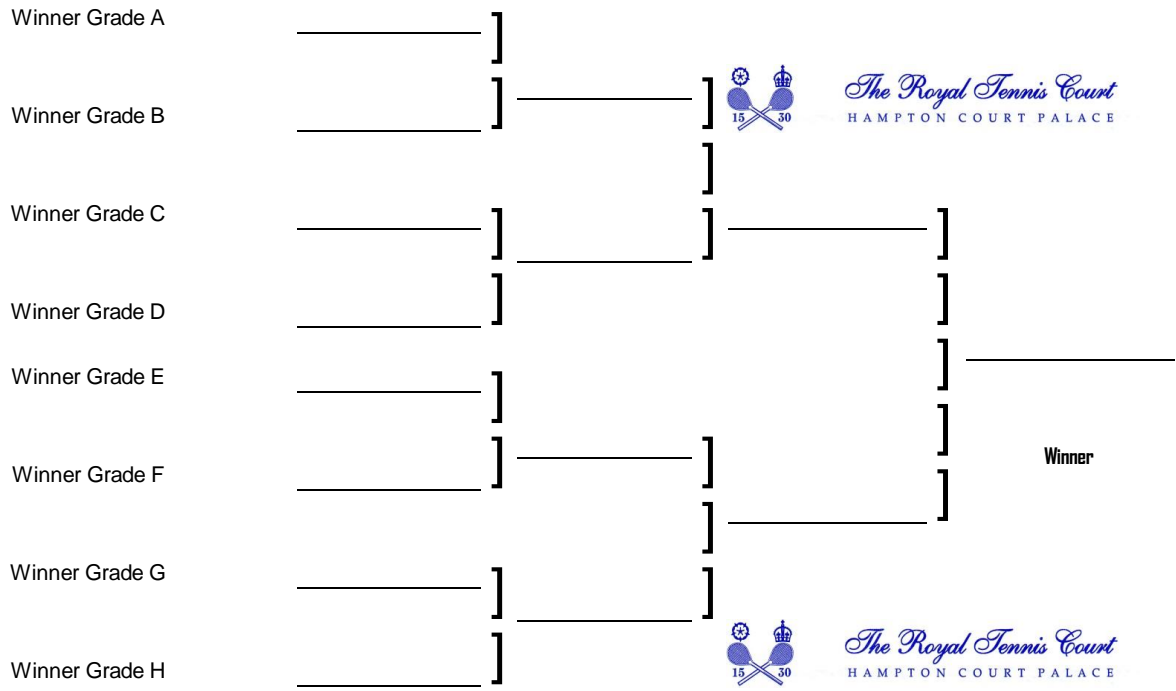 Winner Grade A
15 30
The Royal Tennis Court
HAMPTON COURT PALACE
Winner Grade B
Winner Grade C
Winner Grade D
Winner Grade E
Winner
Winner Grade F
Winner Grade G
15 30
The Royal Tennis Court
HAMPTON COURT PALACE
Winner Grade H